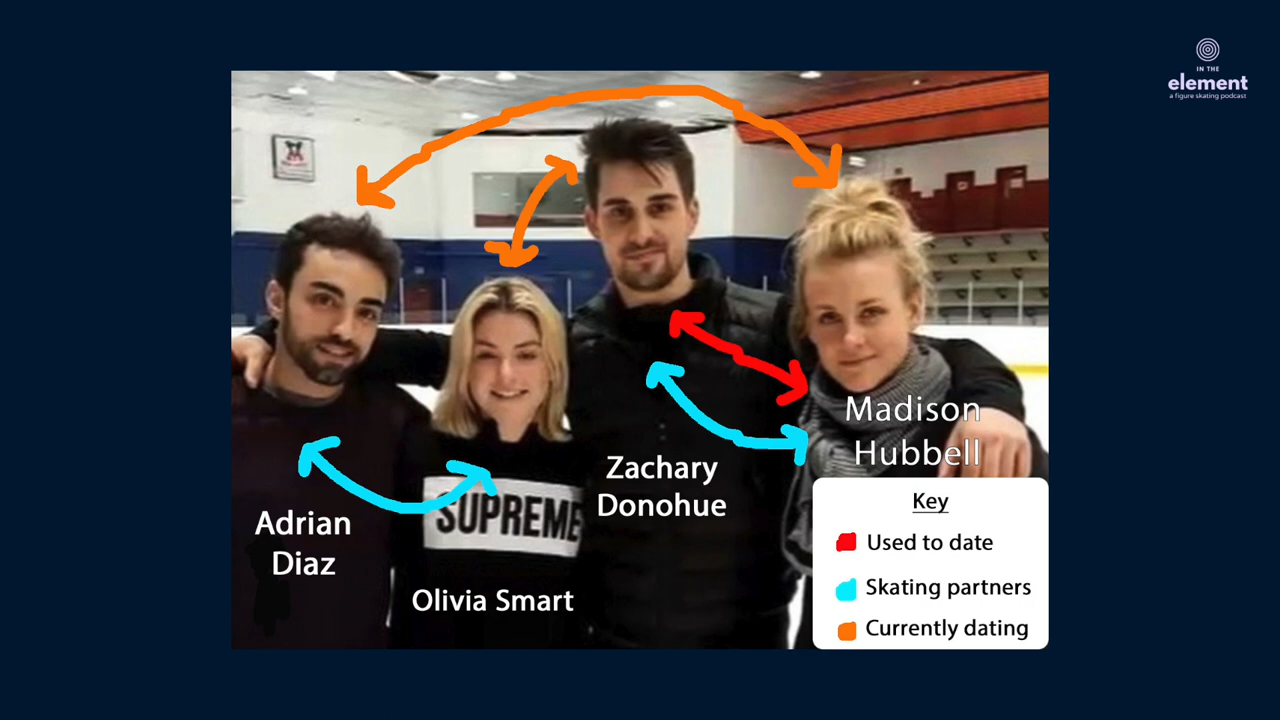 IN THE
element
a figure skating podcast
Madison
Hubbell
Zachary
Donohue
Adrian
Diaz
SUPREME
Olivia Smart
Key
Used to date
Skating partners
Currently dating